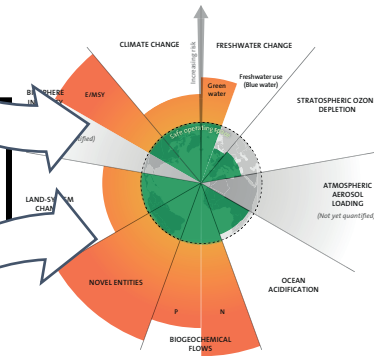 CLIMATE CHANGE
FRESHWATER CHANGE
Increasing risk
Green
water
Freshwater use
(Blue water)
E/MSY
STRATOSPHERIC OZON
DEPLETION
Safe operating
ATMOSPHERIC
AEROSOL
LOADING
(Not yet quantified)
OCEAN
ACIDIFICATION
NOVEL ENTITIES
P
N
BIOGEOCHEMICAL
FLOWS